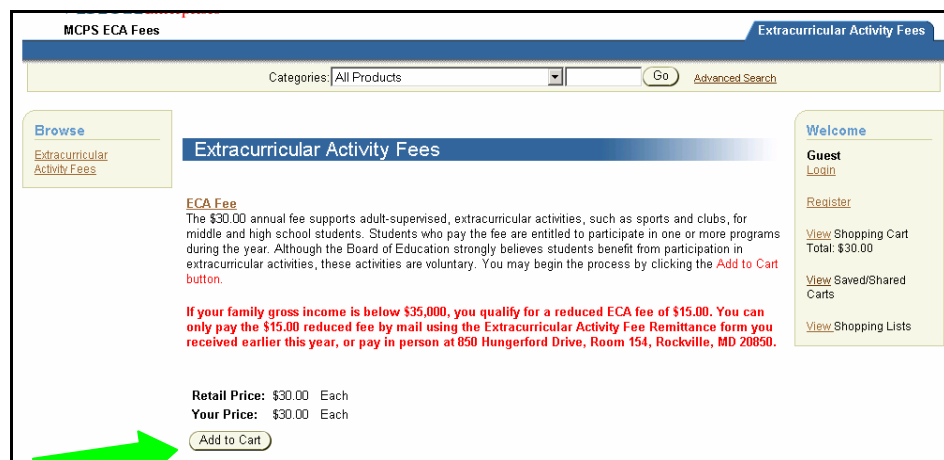 MCPS ECA Fees
Extracurricular Activity Fees
Categories: All Products Go Advanced Search
Browse
Extracurricular
Activity Fees
Extracurricular Activity Fees
ECA Fee
The $30.00 annual fee supports adult-supervised, extracurricular activities, such as sports and clubs, for
middle and high school students. Students who pay the fee are entitled to participate in one or more programs
during the year. Although the Board of Education strongly believes students benefit from participation in
extracurricular activities, these activities are voluntary. You may begin the process by clicking the Add to Cart
button.
If your family gross income is below $35,000, you qualify for a reduced ECA fee of $15.00. You can
only pay the $15.00 reduced fee by mail using the Extracurricular Activity Fee Remittance form you
received earlier this year, or pay in person at 850 Hungerford Drive, Room 154, Rockville, MD 20850.
Retail Price: $30.00 Each
Your Price: $30.00 Each
Add to Cart
Welcome
Guest
Login
Register
View Shopping Cart
Total: $30.00
View Saved/Shared
Carts
View Shopping Lists